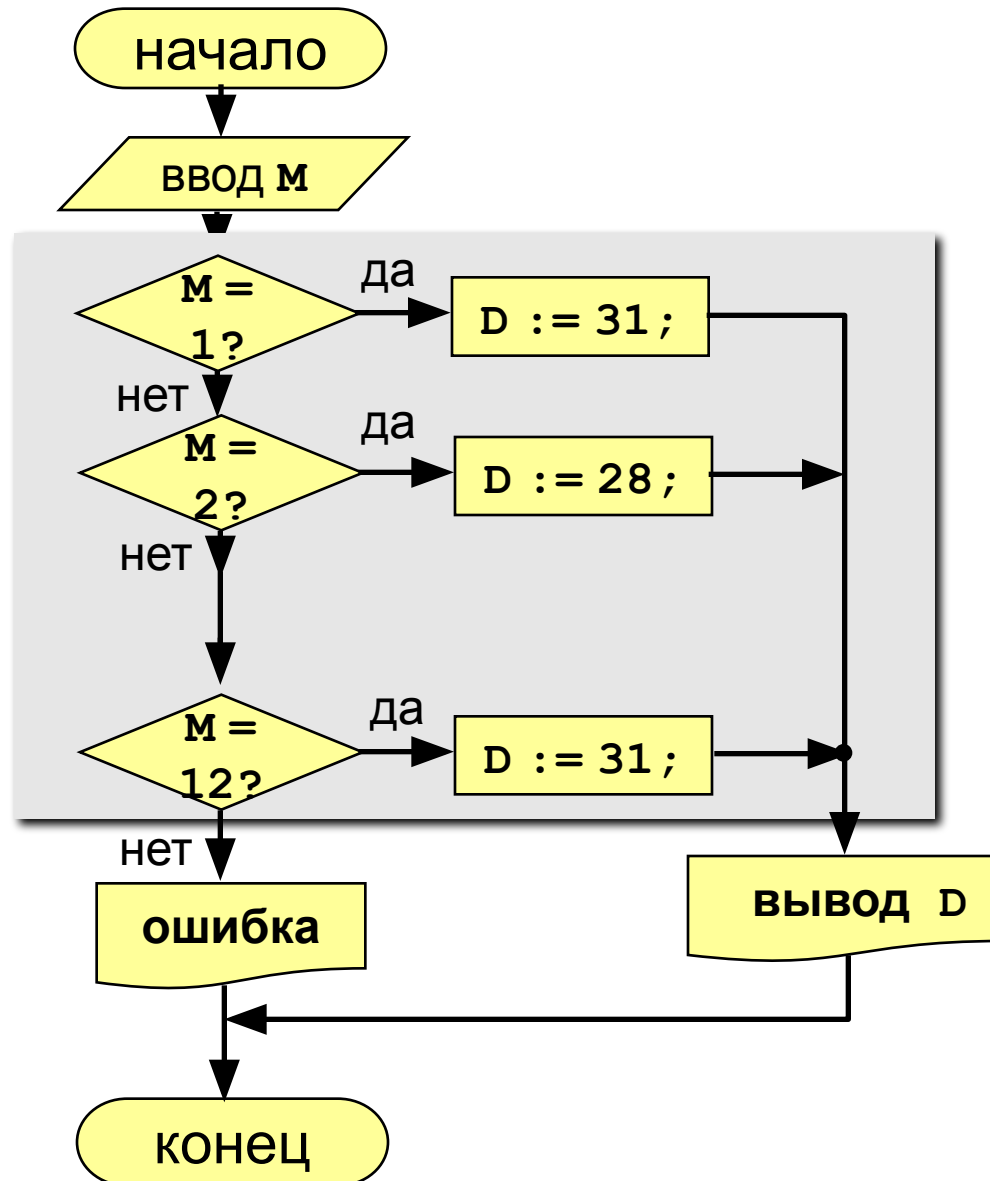 начало
ввод M
M =
1?
да
D := 31;
нет
M =
2?
да
D := 28;
нет
M =
12?
да
D := 31;
нет
ошибка
вывод D
конец